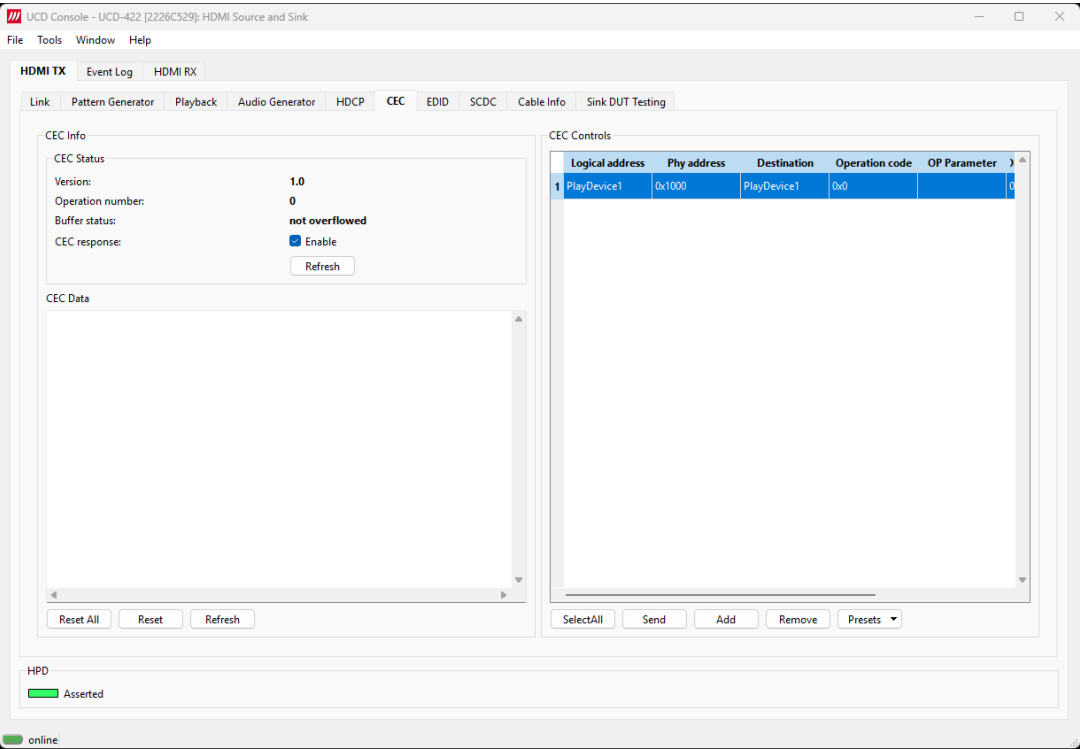 UCD Console - UCD-422 [2226C529]: HDMI Source and Sink
File Tools Window Help
HDMI TX Event Log HDMI RX
Link Pattern Generator Playback Audio Generator HDCP CEC EDID SCDC Cable Info Sink DUT Testing
CEC Info
CEC Status
Version: 1.0
Operation number: 0
Buffer status: not overflowed
CEC response: Enable
Refresh
CEC Data
Reset All Reset Refresh
CEC Controls
Logical address Phy address Destination Operation code OP Parameter
1 PlayDevice1 0x1000 PlayDevice1 0x0 0
SelectAll Send Add Remove Presets
HPD
Asserted
online